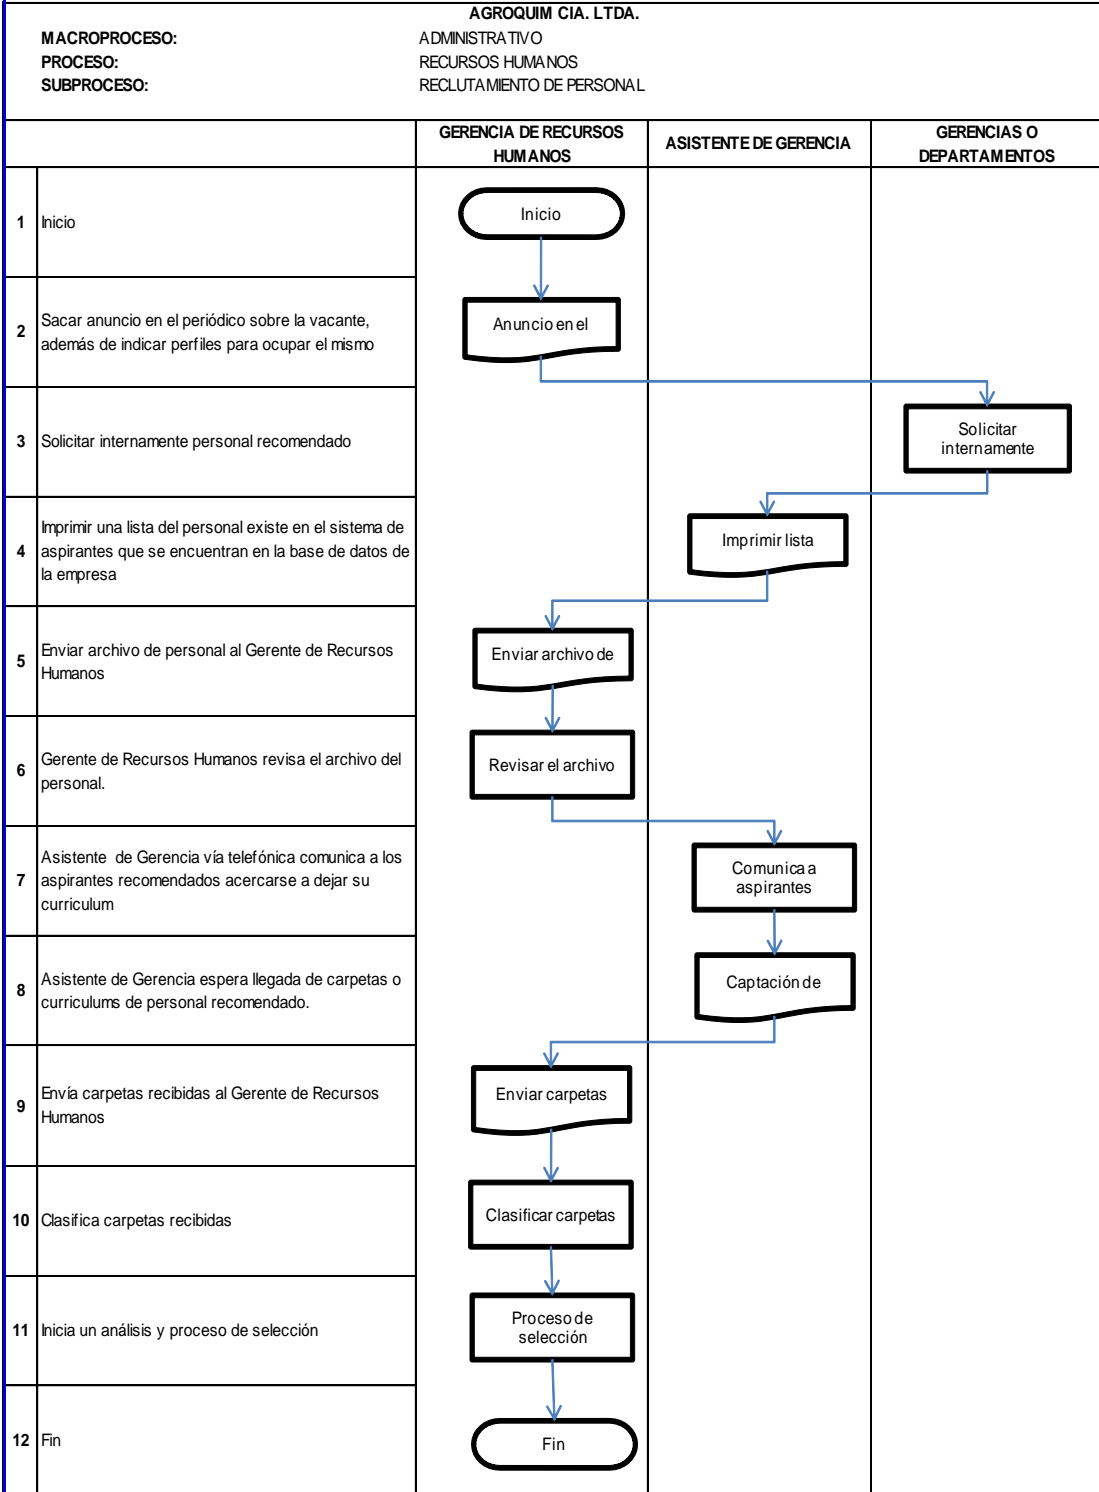 AGROQUIM CIA. LTDA.
MACROPROCESO: ADMINISTRATIVO
PROCESO: RECURSOS HUMANOS
SUBPROCESO: RECLUTAMIENTO DE PERSONAL
GERENCIA DE RECURSOS
HUMANOS
ASISTENTE DE GERENCIA
GERENCIAS O
DEPARTAMENTOS
1 Inicio
Inicio
2 Sacar anuncio en el periódico sobre la vacante,
además de indicar perfiles para ocupar el mismo
Anuncio en el
3 Solicitar internamente personal recomendado
Solicitar
internamente
4 Imprimir una lista del personal existe en el sistema de
aspirantes que se encuentran en la base de datos de
la empresa
Imprimir lista
5 Enviar archivo de personal al Gerente de Recursos
Humanos
Enviar archivo de
6 Gerente de Recursos Humanos revisa el archivo del
personal.
Revisar el archivo
7 Asistente de Gerencia vía telefónica comunica a los
aspirantes recomendados acercarse a dejar su
curriculum
Comunica a
aspirantes
8 Asistente de Gerencia espera llegada de carpetas o
curriculums de personal recomendado.
Captación de
9 Envía carpetas recibidas al Gerente de Recursos
Humanos
Enviar carpetas
10 Clasifica carpetas recibidas
Clasificar carpetas
11 Inicia un análisis y proceso de selección
Proceso de
selección
12 Fin
Fin